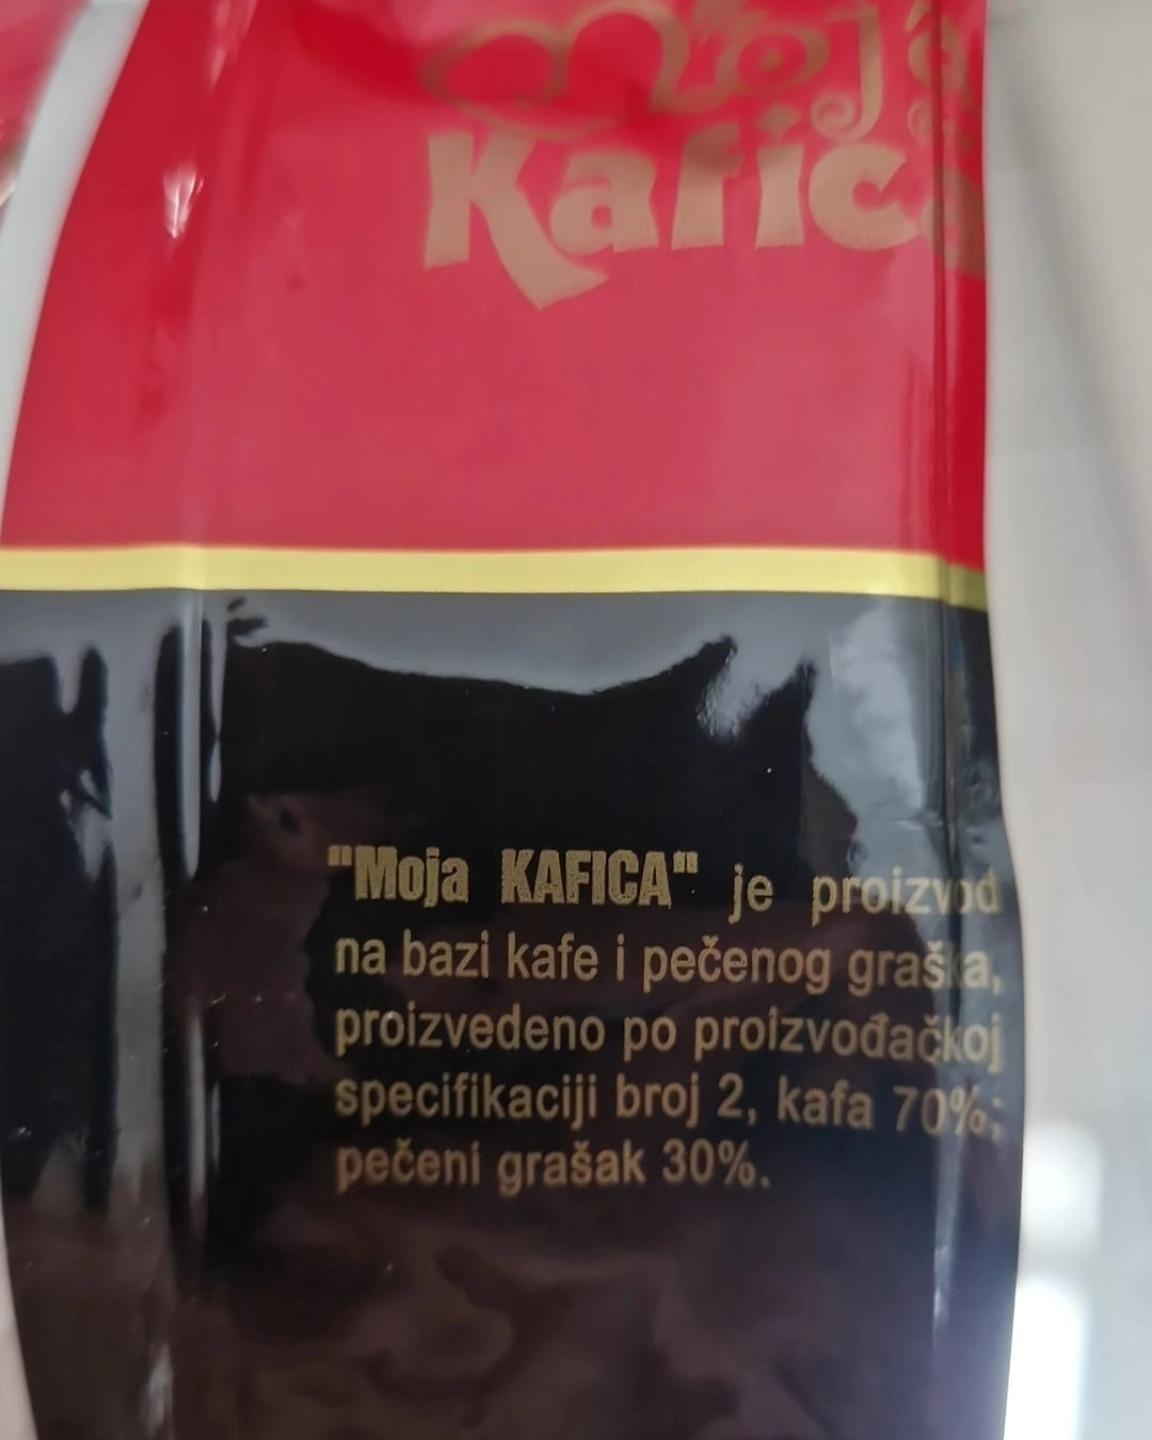 Moja
Kafica
"Moja KAFICA" je proizvod
na bazi kafe i pečenog graška,
proizvedeno po proizvođačkoj
specifikaciji broj 2, kafa 70%;
pečeni grašak 30%.